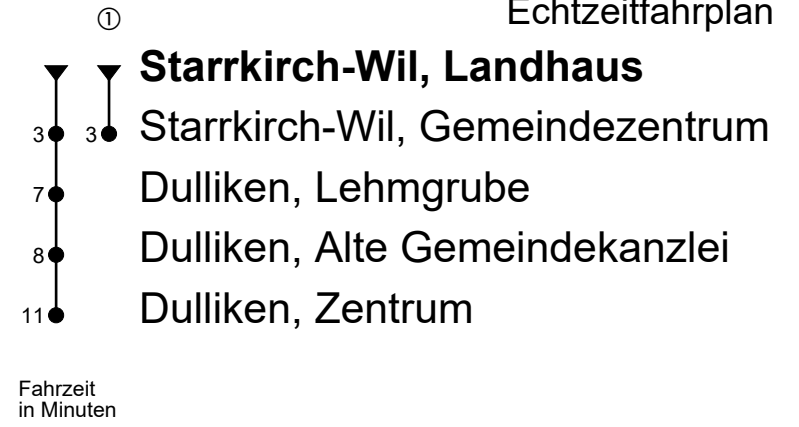 Echtzeitfahrplan
①
Starrkirch-Wil, Landhaus
3 3 Starrkirch-Wil, Gemeindezentrum
7 Dulliken, Lehmgrube
8 Dulliken, Alte Gemeindekanzlei
11 Dulliken, Zentrum
Fahrzeit
in Minuten